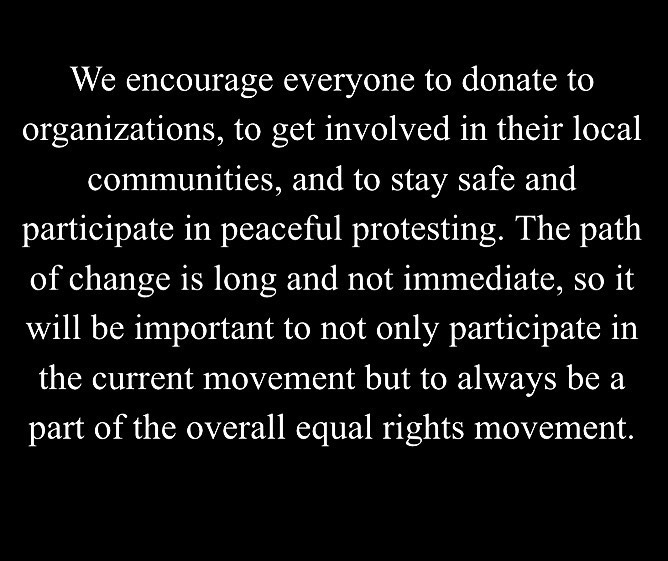 We encourage everyone to donate to
organizations, to get involved in their local
communities, and to stay safe and
participate in peaceful protesting. The path
of change is long and not immediate, so it
will be important to not only participate in
the current movement but to always be a
part of the overall equal rights movement.